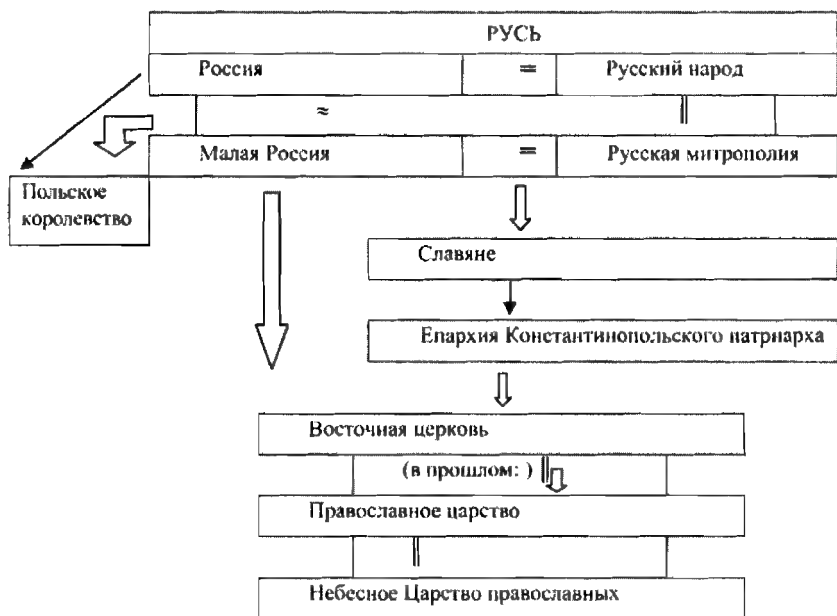 РУСЬ
Россия = Русский народ
≈ ||
Малая Россия = Русская митрополия
Польское
королевство
Славяне
Епархия Константинопольского патриарха
Восточная церковь
(в прошлом: ) ||
Православное царство
||
Небесное Царство православных